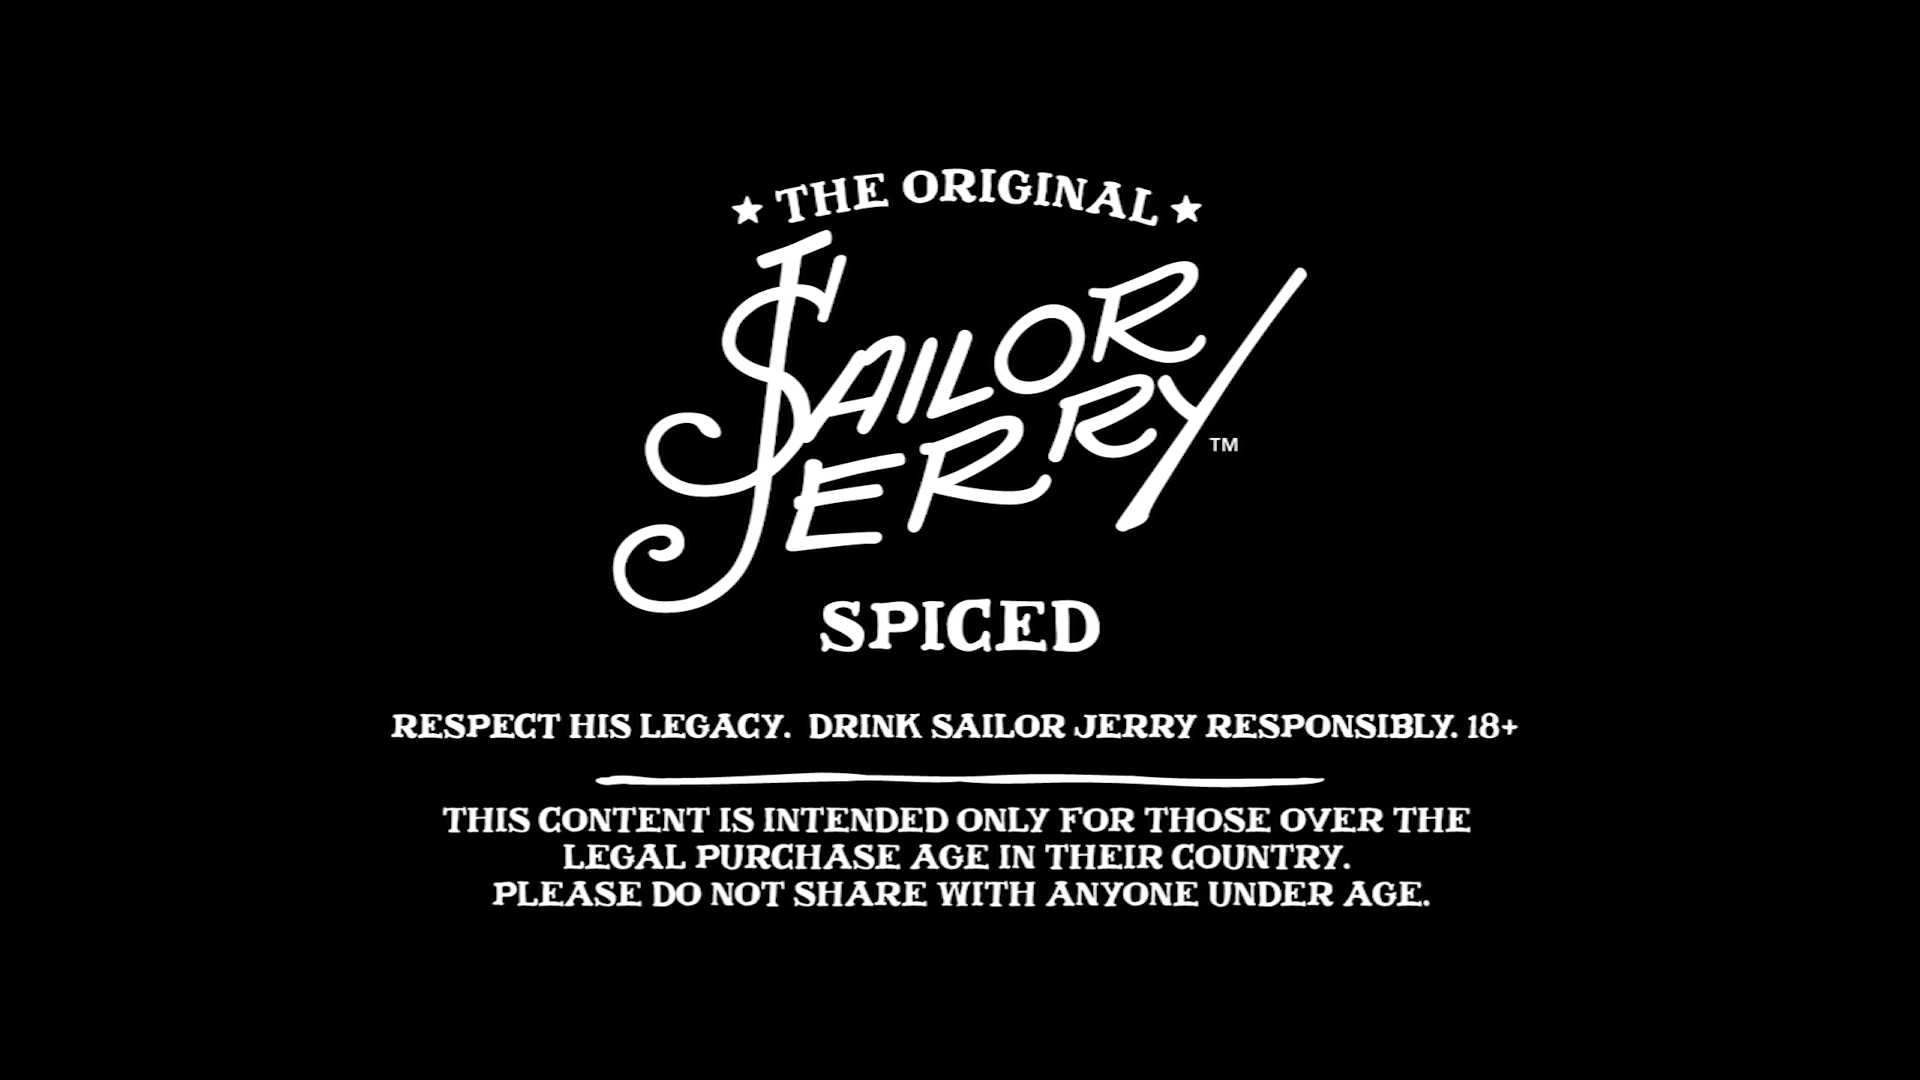 ★ THE ORIGINAL ★
SAILOR
JERRY™
SPICED
RESPECT HIS LEGACY. DRINK SAILOR JERRY RESPONSIBLY. 18+
THIS CONTENT IS INTENDED ONLY FOR THOSE OVER THE
LEGAL PURCHASE AGE IN THEIR COUNTRY.
PLEASE DO NOT SHARE WITH ANYONE UNDER AGE.